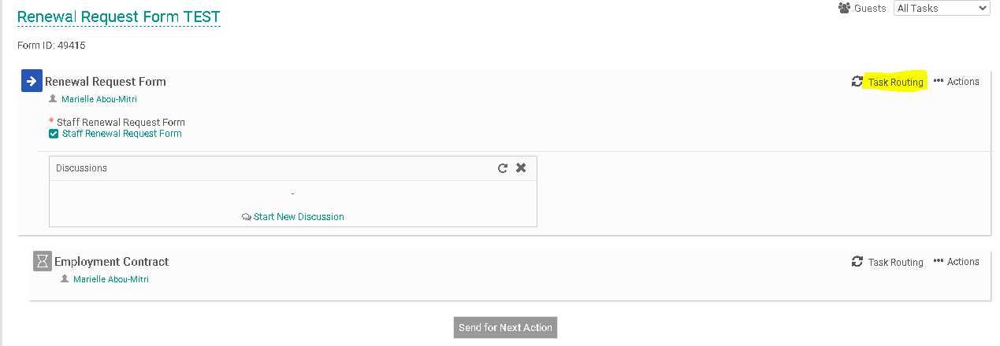 Renewal Request Form TEST
Guests All Tasks
Form ID: 49415
Renewal Request Form
Task Routing ••• Actions
Marielle Abou-Mitri
* Staff Renewal Request Form
Staff Renewal Request Form
Discussions
-
Start New Discussion
Employment Contract
Task Routing ••• Actions
Marielle Abou-Mitri
Send for Next Action